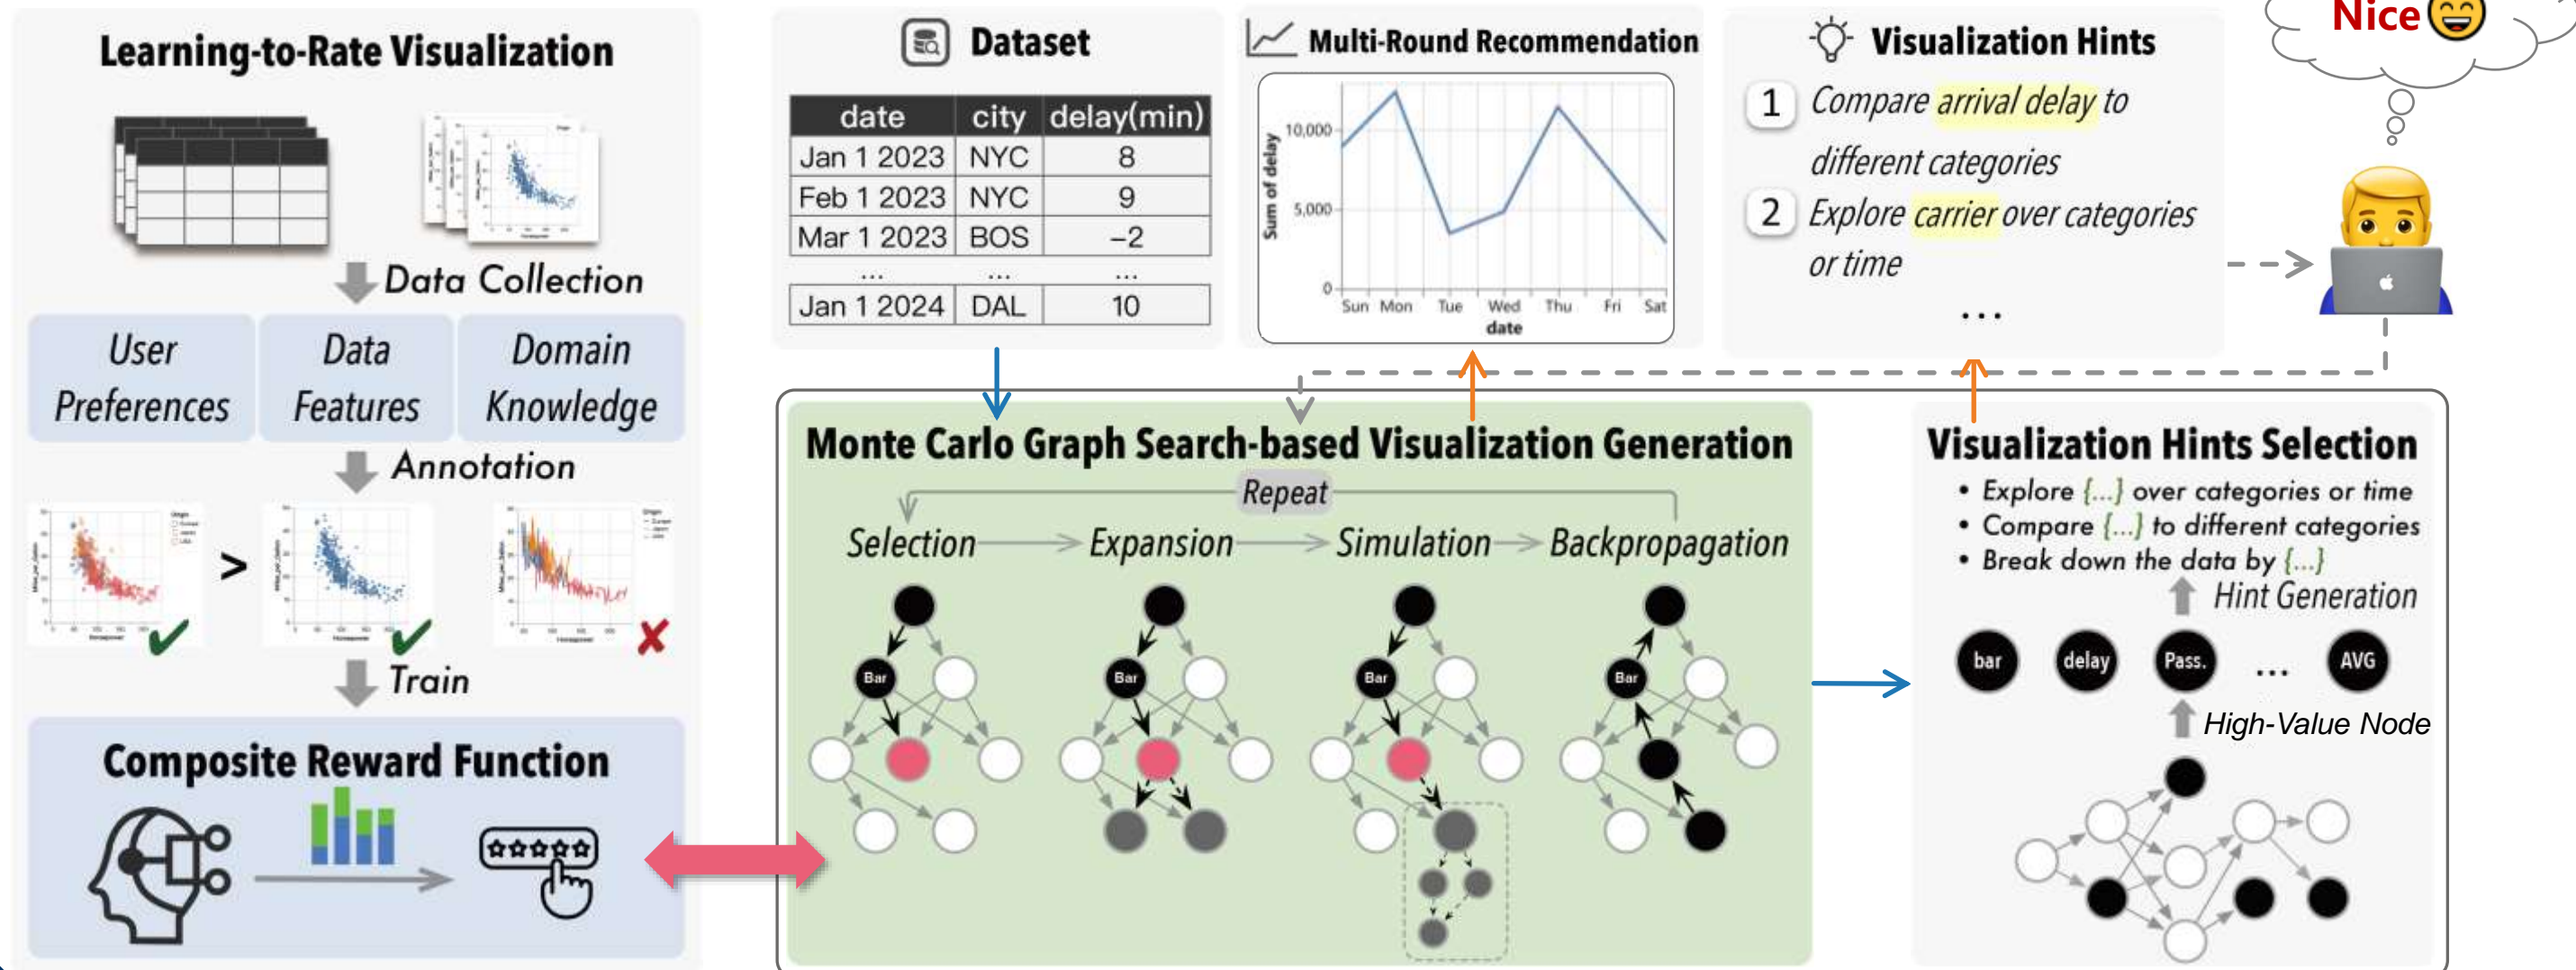 Learning-to-Rate Visualization
Data Collection
User
Preferences
Data
Features
Domain
Knowledge
Annotation
>
Train
Composite Reward Function
Dataset
date city delay(min)
Jan 1 2023 NYC 8
Feb 1 2023 NYC 9
Mar 1 2023 BOS –2
... ... ...
Jan 1 2024 DAL 10
Multi-Round Recommendation
Sum of delay
10,000
5,000
0
Sun Mon Tue Wed Thu Fri Sat
date
Visualization Hints
1 Compare arrival delay to
different categories
2 Explore carrier over categories
or time
...
Nice
Monte Carlo Graph Search-based Visualization Generation
Repeat
Selection Expansion Simulation Backpropagation
Bar Bar Bar Bar
Visualization Hints Selection
• Explore {...} over categories or time
• Compare {...} to different categories
• Break down the data by {...}
Hint Generation
bar delay Pass. ... AVG
High-Value Node